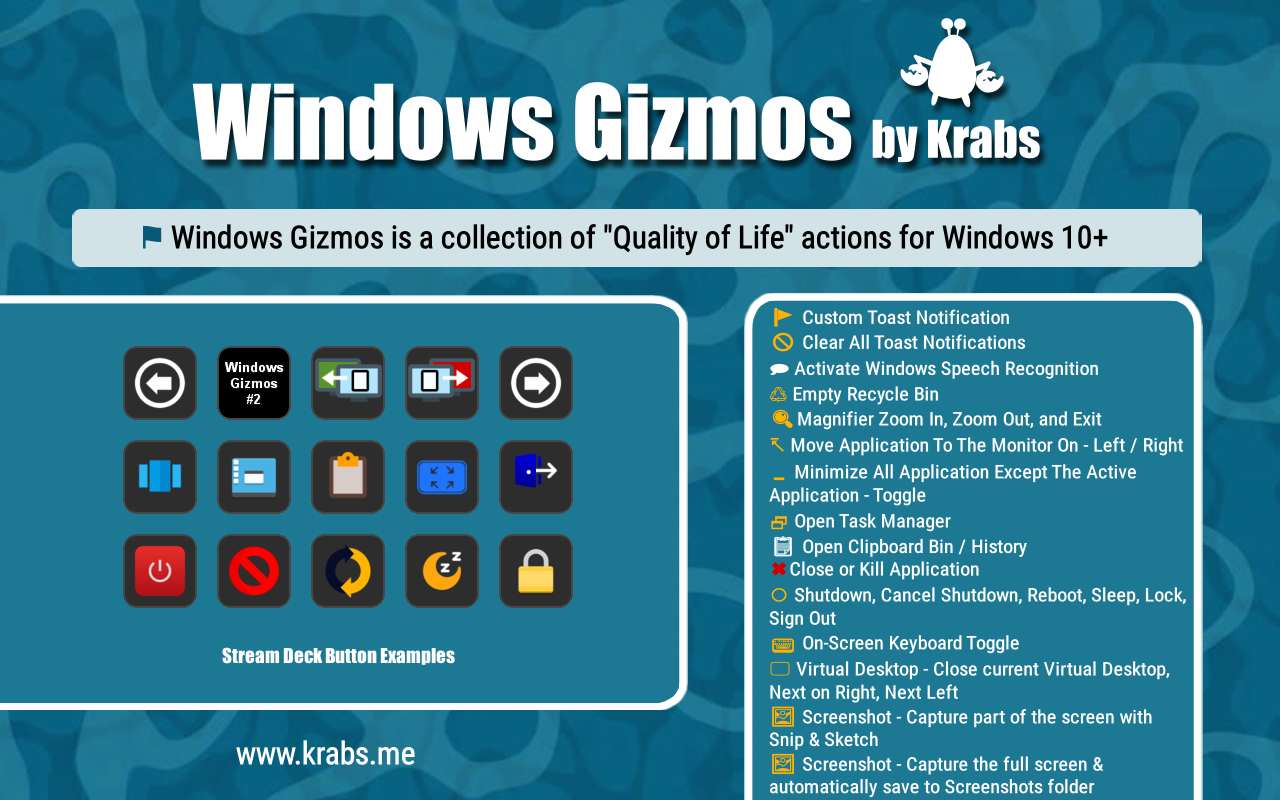 Windows Gizmos by Krabs
Windows Gizmos is a collection of "Quality of Life" actions for Windows 10+
Windows
Gizmos
#2
z z
Stream Deck Button Examples
www.krabs.me
Custom Toast Notification
Clear All Toast Notifications
Activate Windows Speech Recognition
Empty Recycle Bin
Magnifier Zoom In, Zoom Out, and Exit
Move Application To The Monitor On - Left / Right
Minimize All Application Except The Active
Application - Toggle
Open Task Manager
Open Clipboard Bin / History
Close or Kill Application
Shutdown, Cancel Shutdown, Reboot, Sleep, Lock,
Sign Out
On-Screen Keyboard Toggle
Virtual Desktop - Close current Virtual Desktop,
Next on Right, Next Left
Screenshot - Capture part of the screen with
Snip & Sketch
Screenshot - Capture the full screen &
automatically save to Screenshots folder